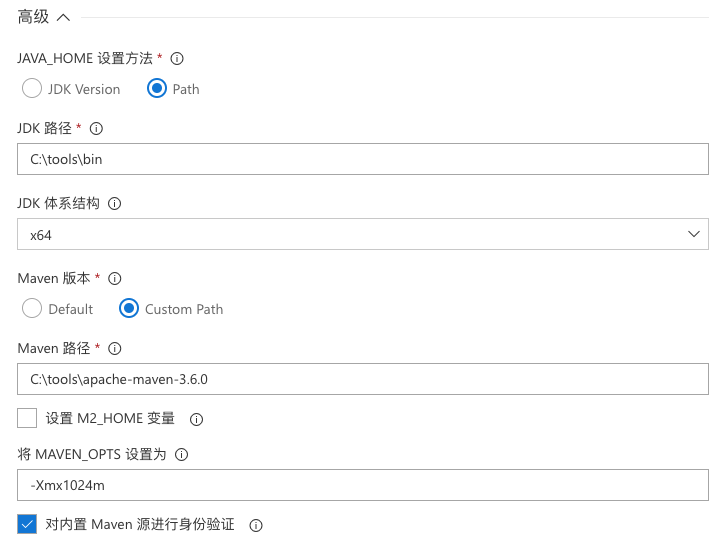 高级
JAVA_HOME 设置方法 *
JDK Version Path
JDK 路径 *
C:\tools\bin
JDK 体系结构
x64
Maven 版本 *
Default Custom Path
Maven 路径 *
C:\tools\apache-maven-3.6.0
设置 M2_HOME 变量
将 MAVEN_OPTS 设置为
-Xmx1024m
对内置 Maven 源进行身份验证